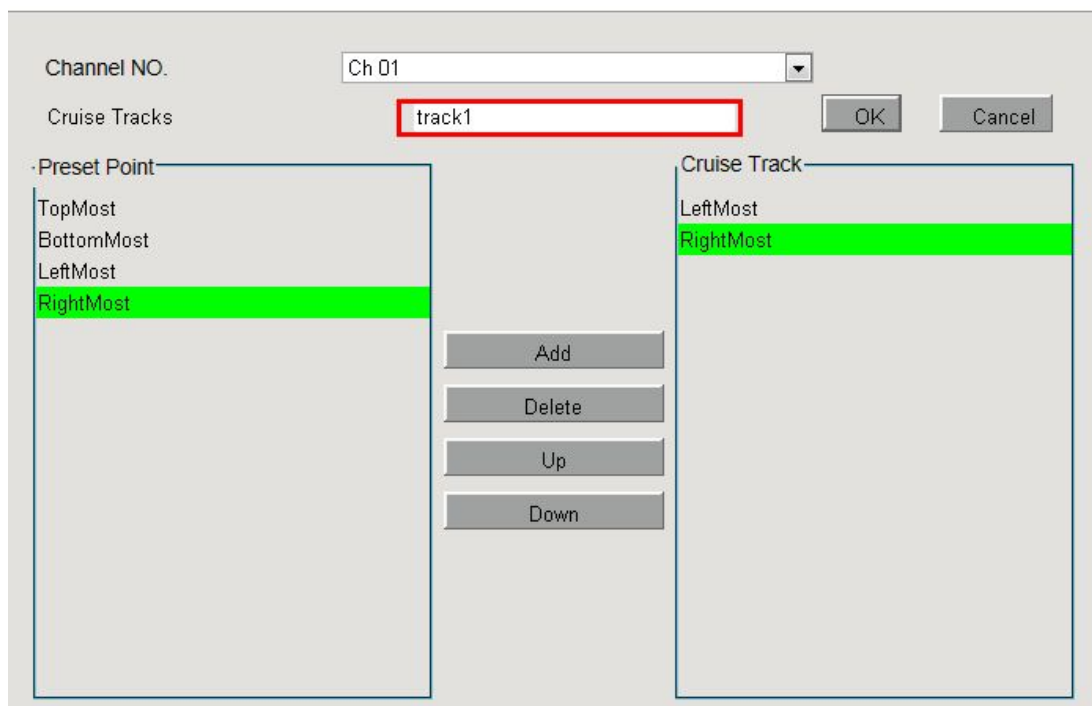 Channel NO. Ch 01
Cruise Tracks track1 OK Cancel
Preset Point
TopMost
BottomMost
LeftMost
RightMost
Add
Delete
Up
Down
Cruise Track
LeftMost
RightMost